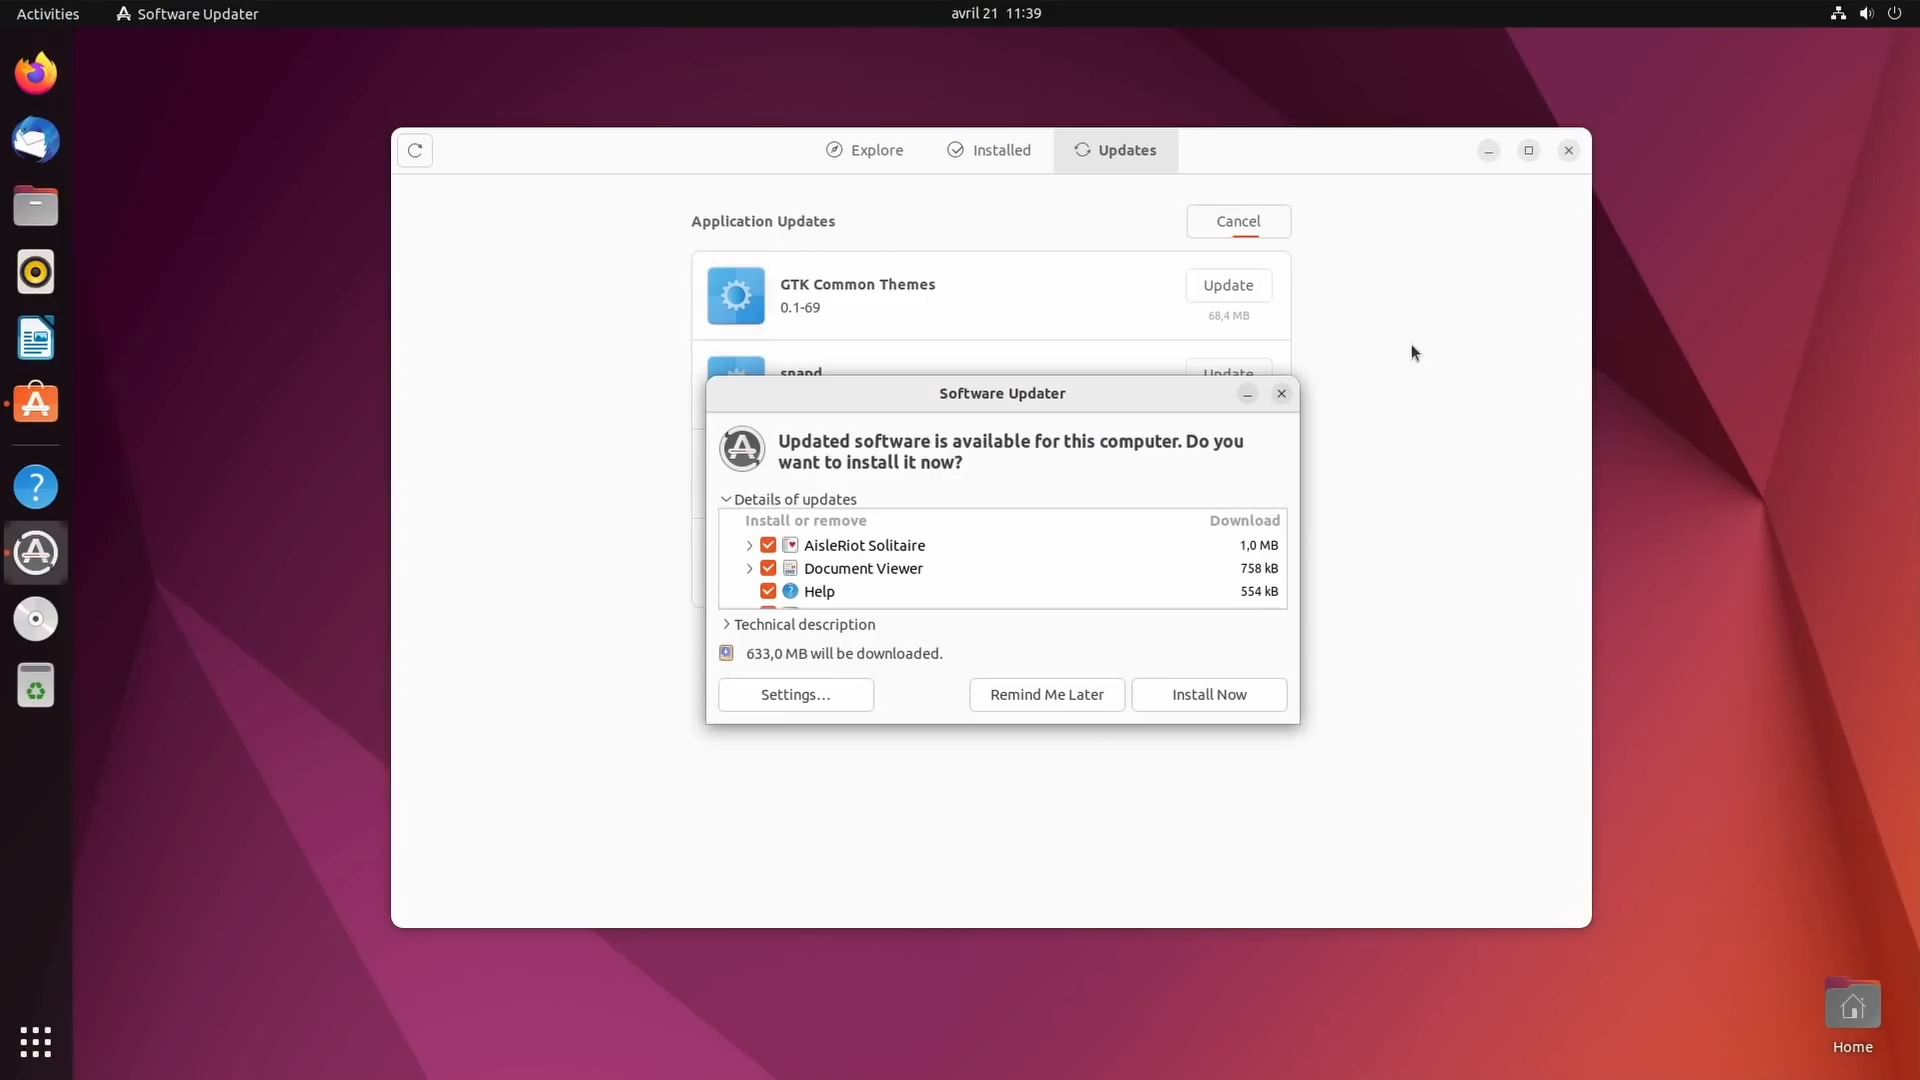 Activities
Software Updater
avril 21 11:39
Explore
Installed
Updates
Application Updates
Cancel
GTK Common Themes
0.1-69
Update
68,4 MB
snapd
Update
Software Updater
Updated software is available for this computer. Do you
want to install it now?
Details of updates
Install or remove
Download
AisleRiot Solitaire
1,0 MB
Document Viewer
758 kB
Help
554 kB
Technical description
633,0 MB will be downloaded.
Settings…
Remind Me Later
Install Now
Home